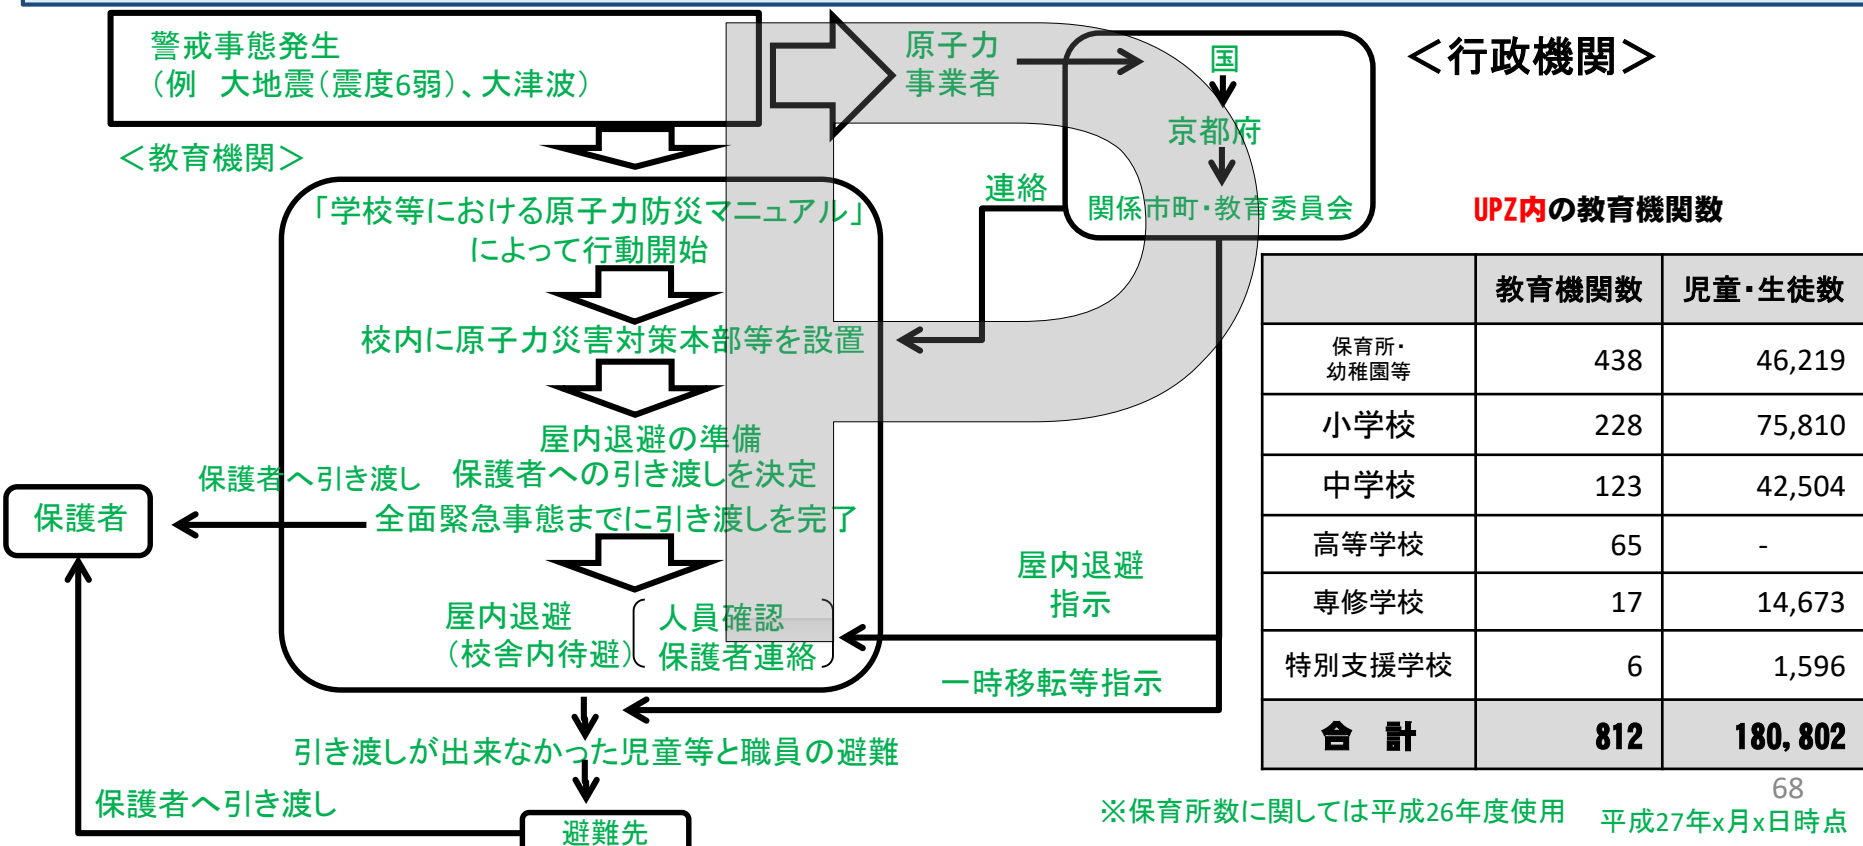 警戒事態発生
(例　大地震(震度6弱)、大津波)
原子力
事業者
国
京都府
関係市町・教育委員会
＜行政機関＞
＜教育機関＞
連絡
「学校等における原子力防災マニュアル」
によって行動開始
校内に原子力災害対策本部等を設置
屋内退避の準備
保護者への引き渡しを決定
全面緊急事態までに引き渡しを完了
保護者へ引き渡し
保護者
屋内退避
(校舎内待避)
人員確認
保護者連絡
屋内退避
指示
一時移転等指示
引き渡しが出来なかった児童等と職員の避難
保護者へ引き渡し
避難先
UPZ内の教育機関数
教育機関数 児童・生徒数
保育所・
幼稚園等 438 46,219
小学校 228 75,810
中学校 123 42,504
高等学校 65 -
専修学校 17 14,673
特別支援学校 6 1,596
合　計 812 180,802
68
※保育所数に関しては平成26年度使用
平成27年x月x日時点